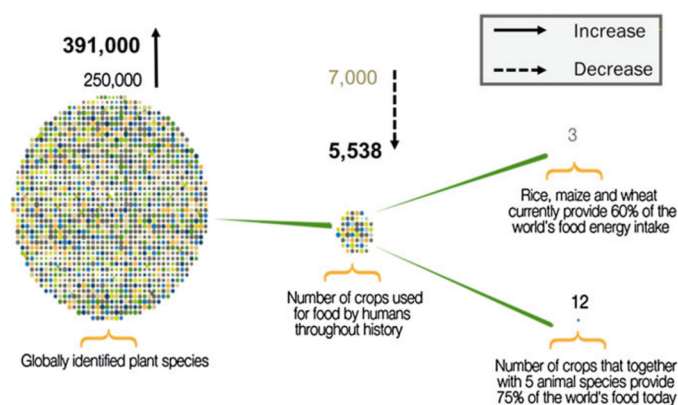 391,000
250,000
Increase
Decrease
7,000
5,538
3
Rice, maize and wheat
currently provide 60% of the
world's food energy intake
Number of crops used
for food by humans
throughout history
12
Globally identified plant species
Number of crops that together
with 5 animal species provide
75% of the world's food today